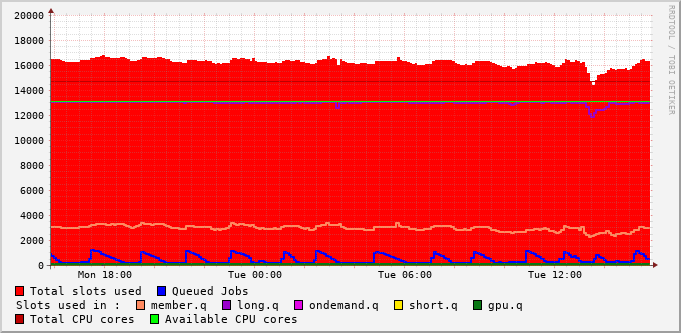 20000
18000
16000
14000
12000
10000
8000
6000
4000
2000
0
Mon 18:00 Tue 00:00 Tue 06:00 Tue 12:00
Total slots used Queued Jobs
Slots used in : member.q long.q ondemand.q short.q gpu.q
Total CPU cores Available CPU cores
RRDTOOL / TOBI OETIKER